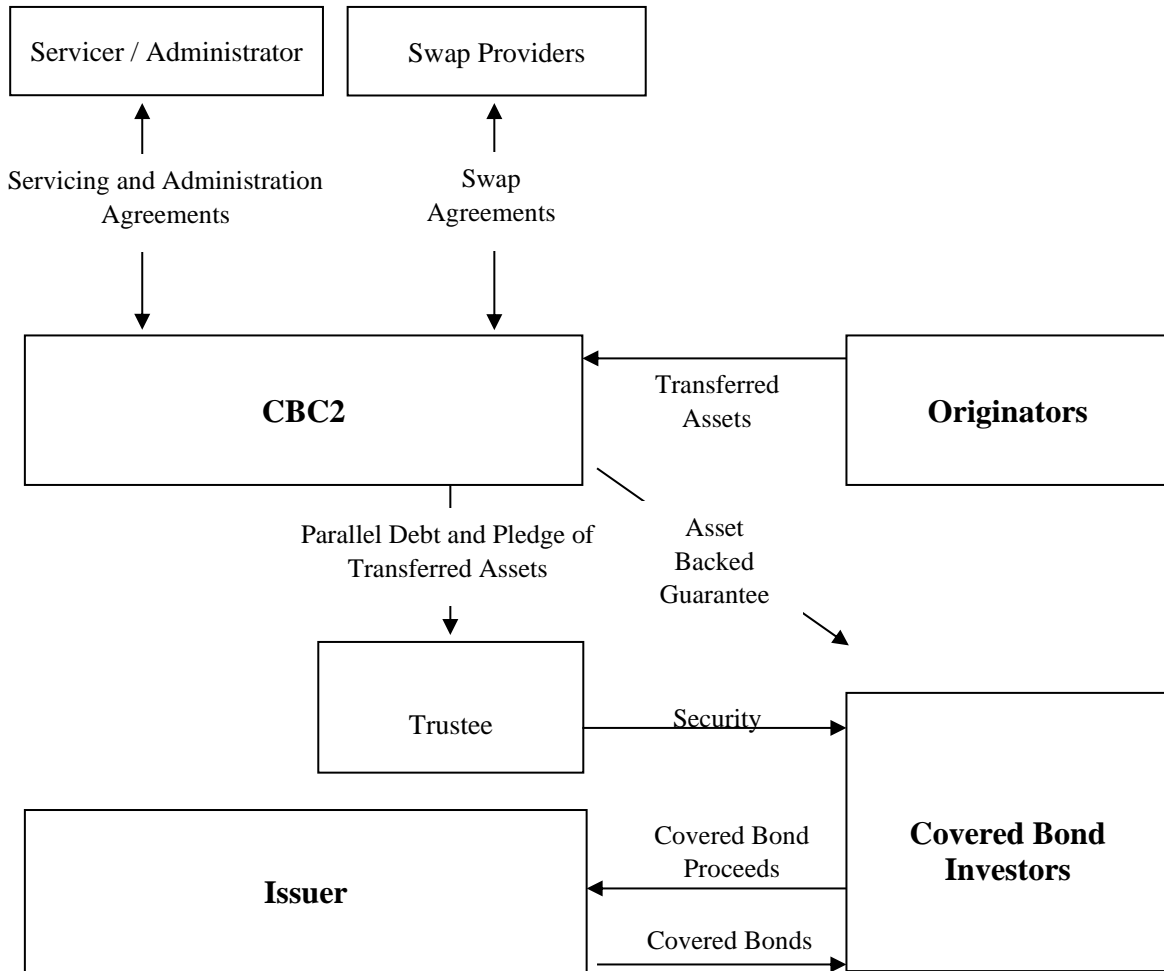 Servicer / Administrator
Swap Providers
Servicing and Administration
Agreements
Swap
Agreements
CBC2
Transferred
Assets
Originators
Parallel Debt and Pledge of
Transferred Assets
Asset
Backed
Guarantee
Trustee
Security
Covered Bond
Proceeds
Covered Bond
Investors
Issuer
Covered Bonds